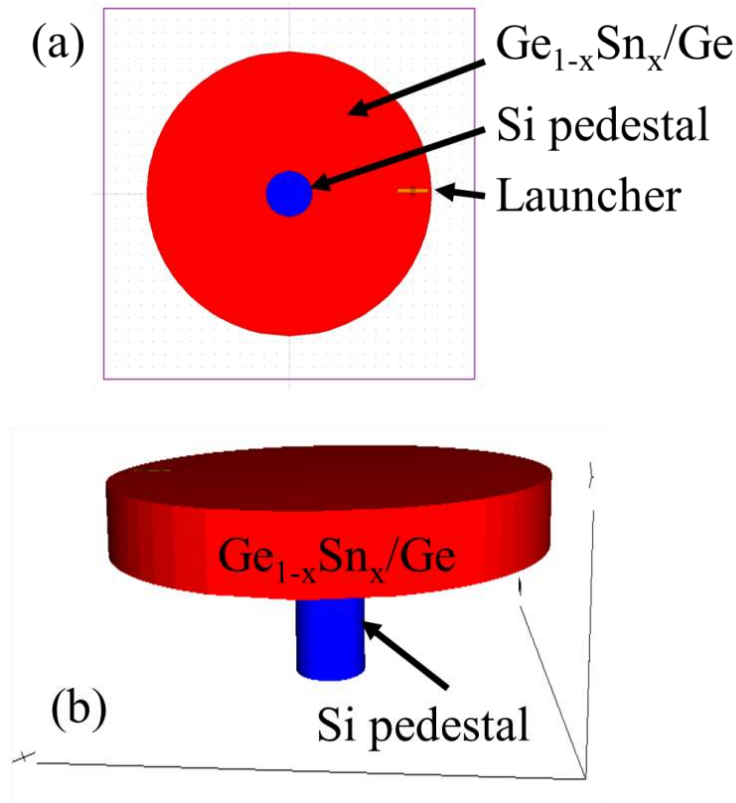 (a)
Ge₁₋ₓSnₓ/Ge
Si pedestal
Launcher
Ge₁₋ₓSnₓ/Ge
Si pedestal
(b)